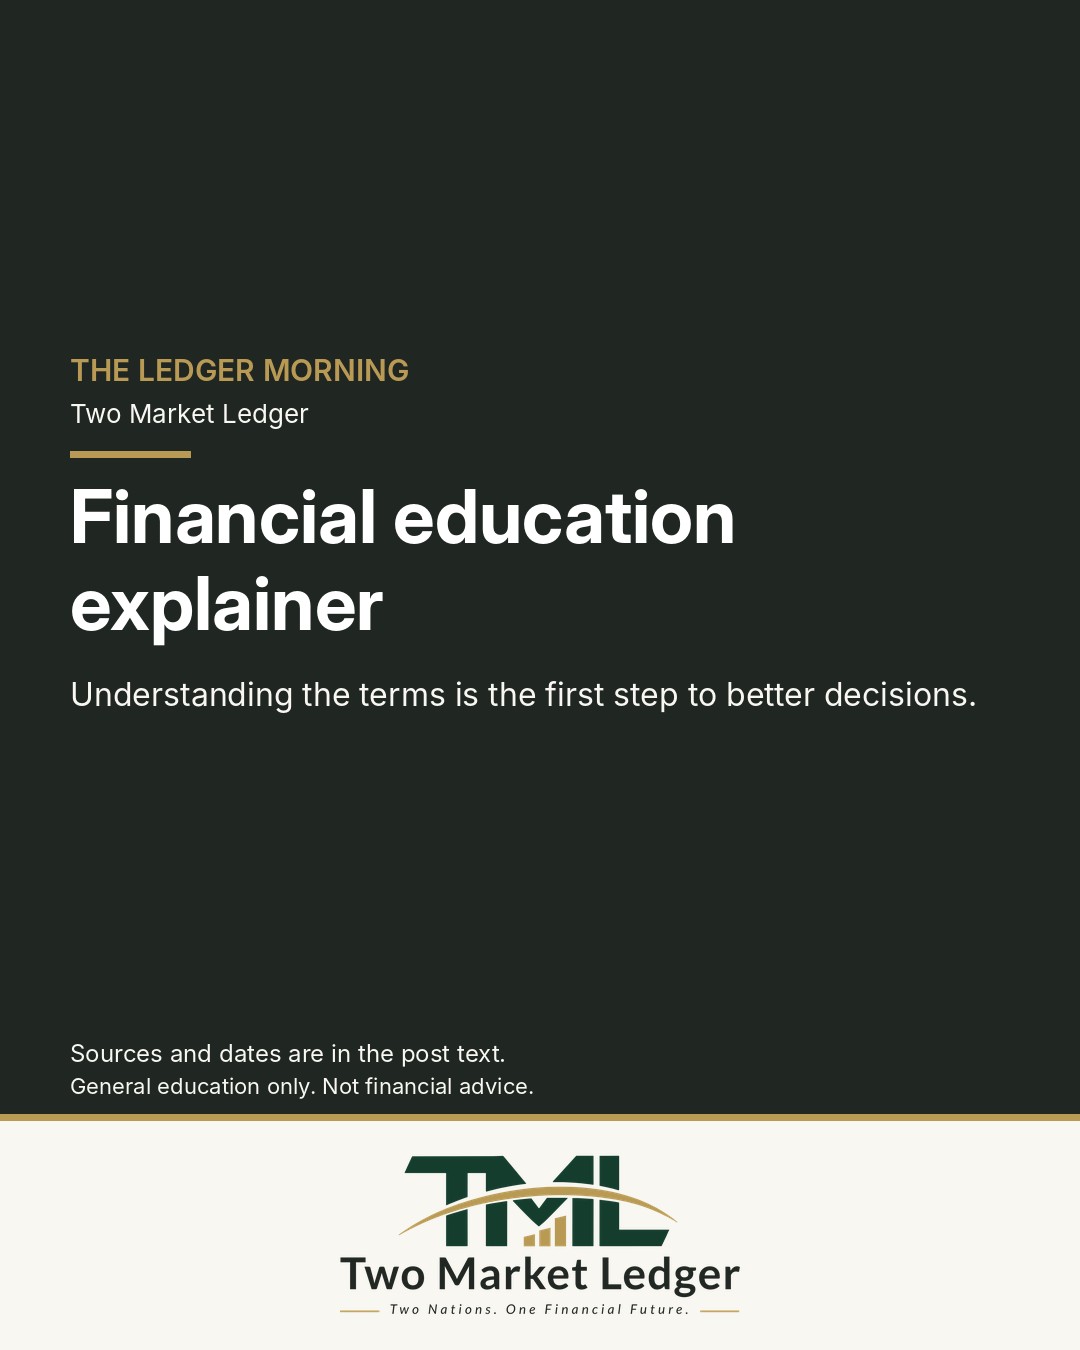 THE LEDGER MORNING
Two Market Ledger
Financial education
explainer
Understanding the terms is the first step to better decisions.
Sources and dates are in the post text.
General education only. Not financial advice.
TML
Two Market Ledger
Two Nations. One Financial Future.